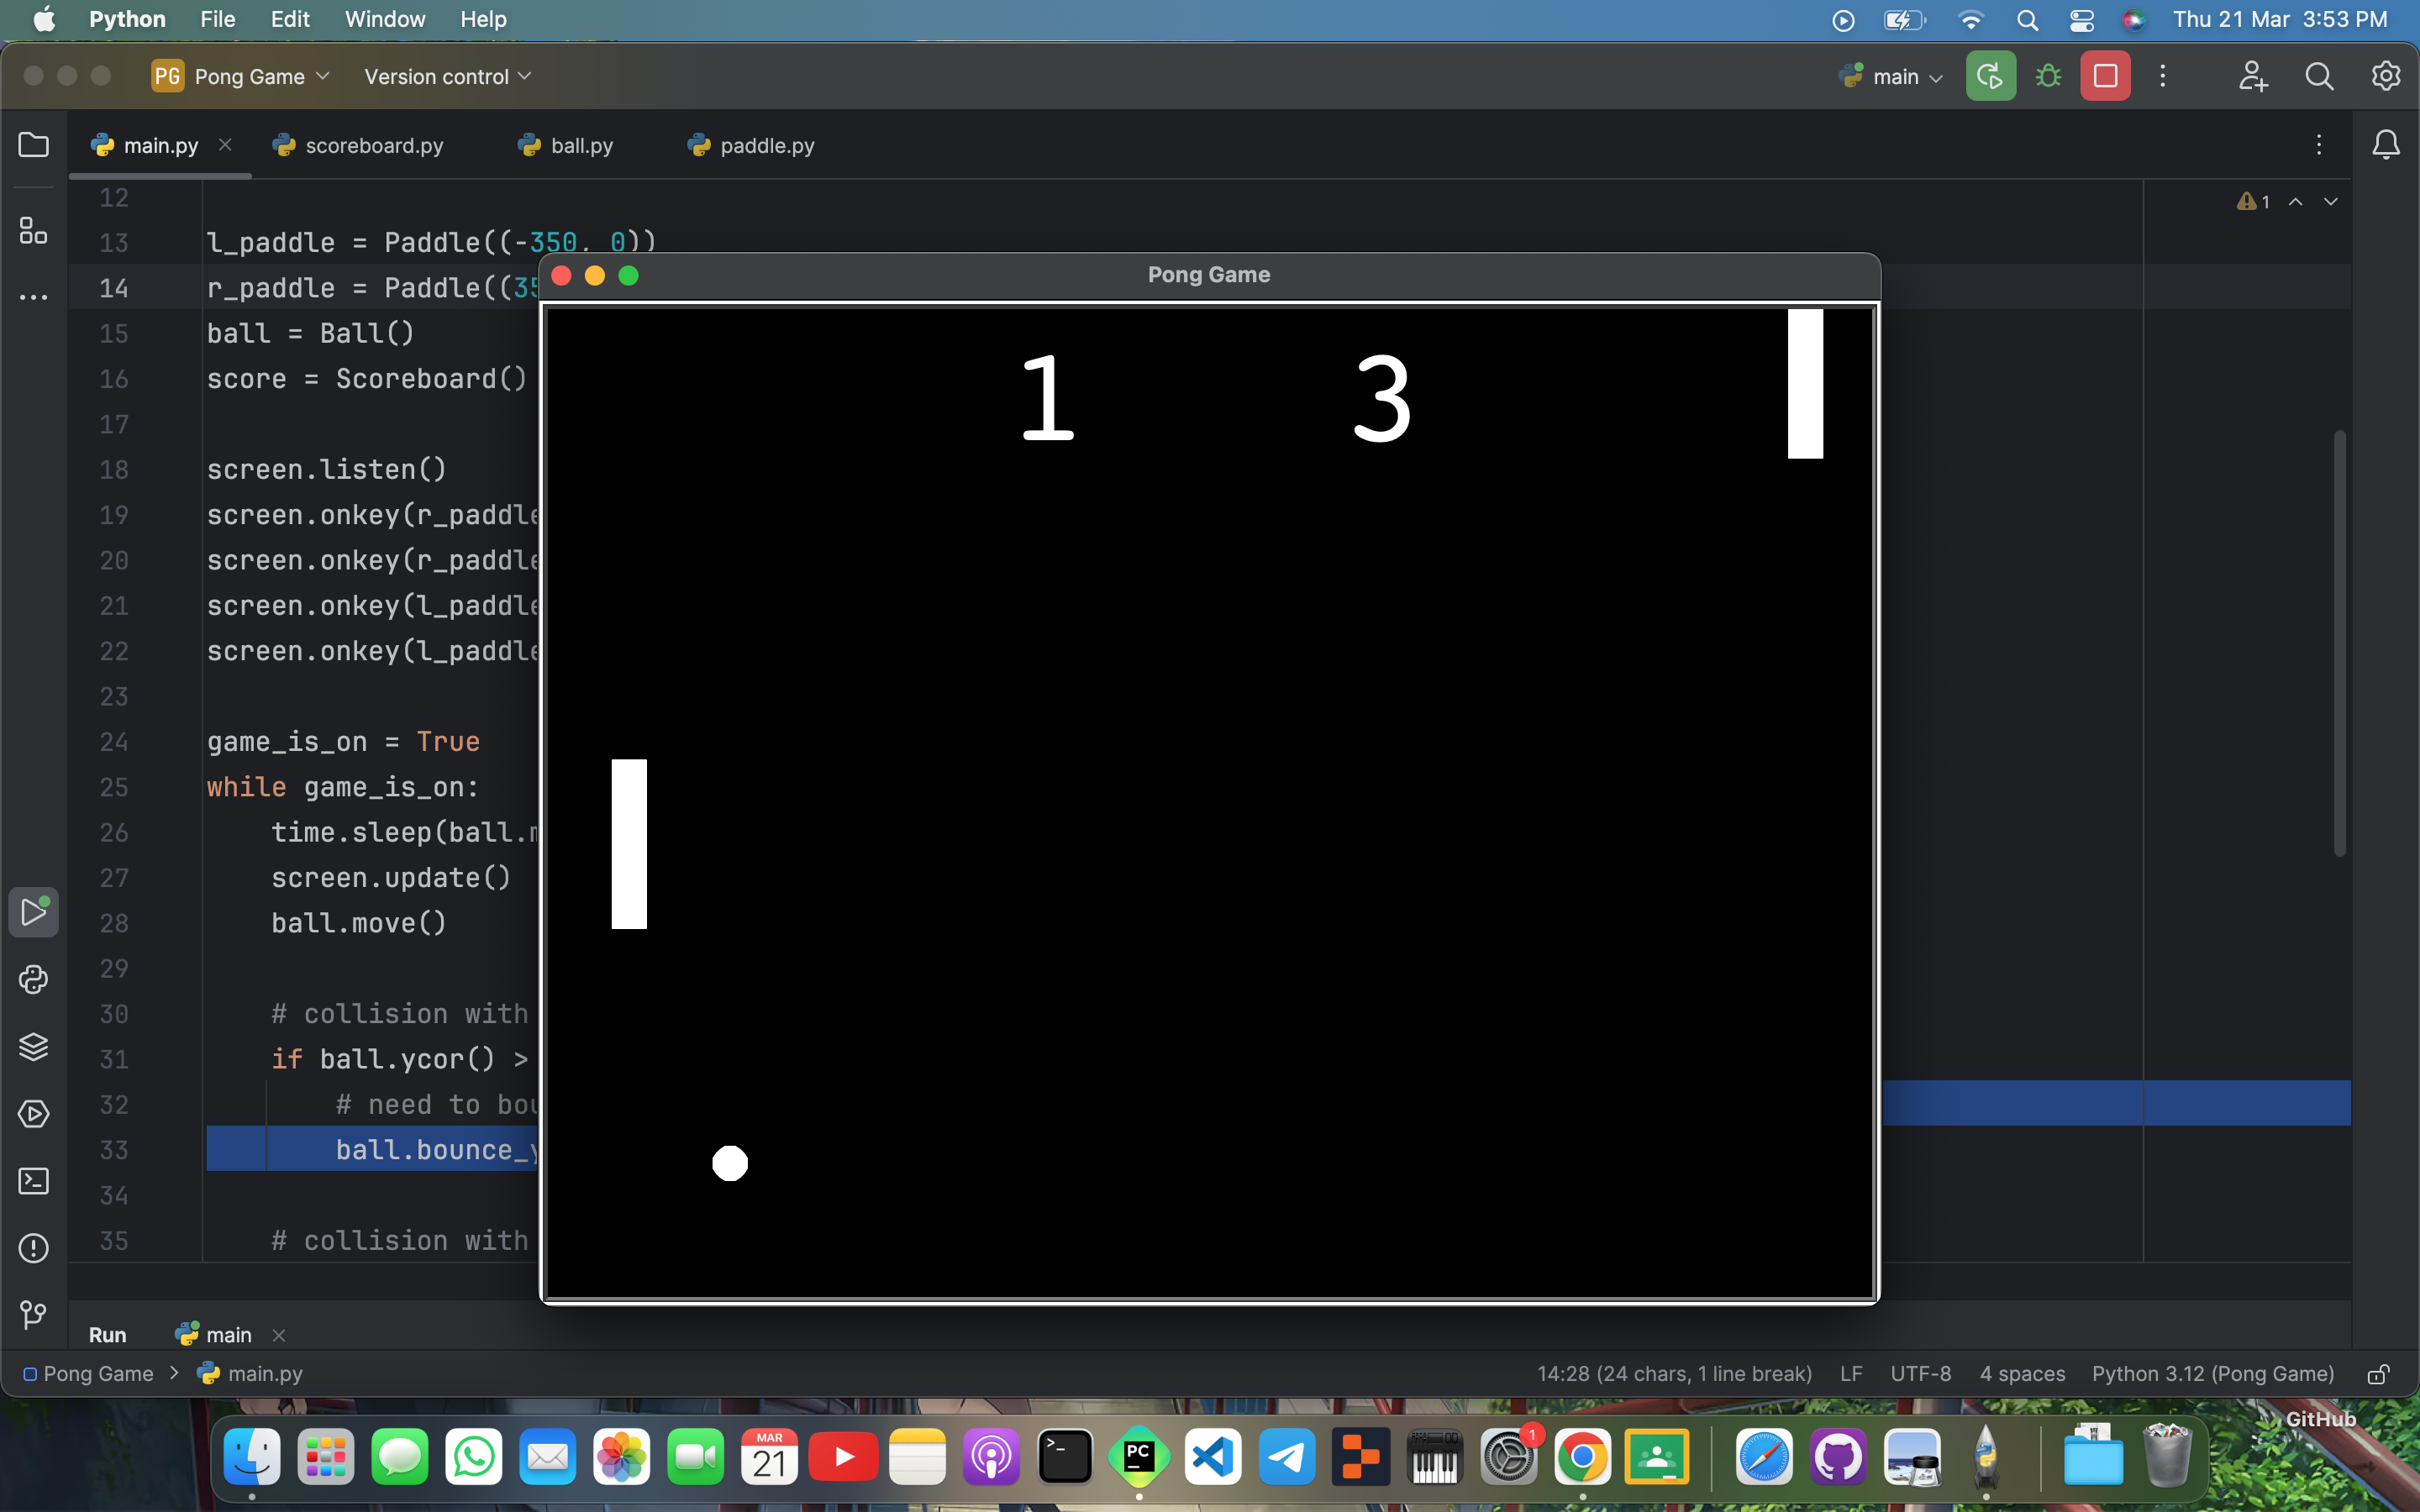 Python File Edit Window Help Thu 21 Mar 3:53 PM
PG Pong Game Version control main
main.py scoreboard.py ball.py paddle.py
12
1
13 l_paddle = Paddle((-350, 0))
14 r_paddle = Paddle((35
15 ball = Ball()
16 score = Scoreboard()
17
18 screen.listen()
19 screen.onkey(r_paddle
20 screen.onkey(r_paddle
21 screen.onkey(l_paddle
22 screen.onkey(l_paddle
23
24 game_is_on = True
25 while game_is_on:
26 time.sleep(ball.m
27 screen.update()
28 ball.move()
29
30 # collision with
31 if ball.ycor() >
32 # need to bou
33 ball.bounce_y
34
35 # collision with
Pong Game
1 3
Run main
Pong Game > main.py 14:28 (24 chars, 1 line break) LF UTF-8 4 spaces Python 3.12 (Pong Game)
GitHub
MAR
21
PC
1